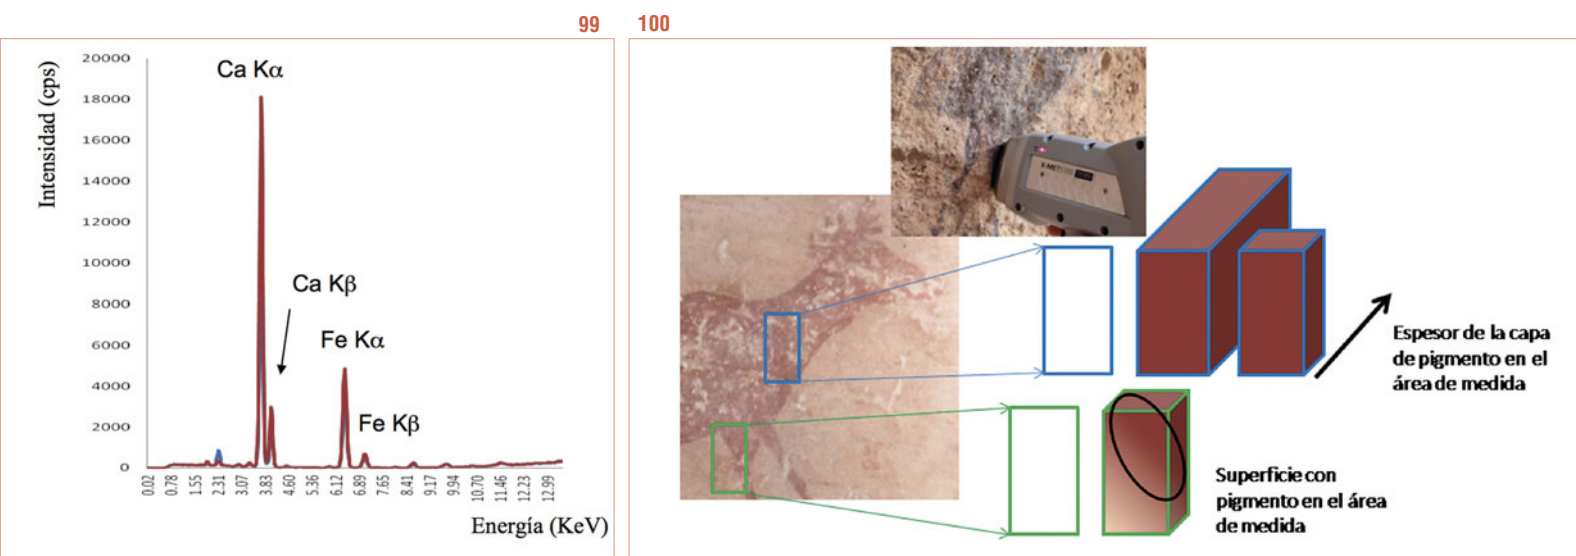 99
100
Intensidad (cps)
20000
18000
16000
14000
12000
10000
8000
6000
4000
2000
0
Ca Kα
Ca Kβ
Fe Kα
Fe Kβ
0.02 0.78 1.55 2.31 3.07 3.83 4.60 5.36 6.12 6.89 7.65 8.41 9.17 9.94 10.70 11.46 12.23 12.99
Energía (KeV)
Espesor de la capa
de pigmento en el
área de medida
Superficie con
pigmento en el área
de medida